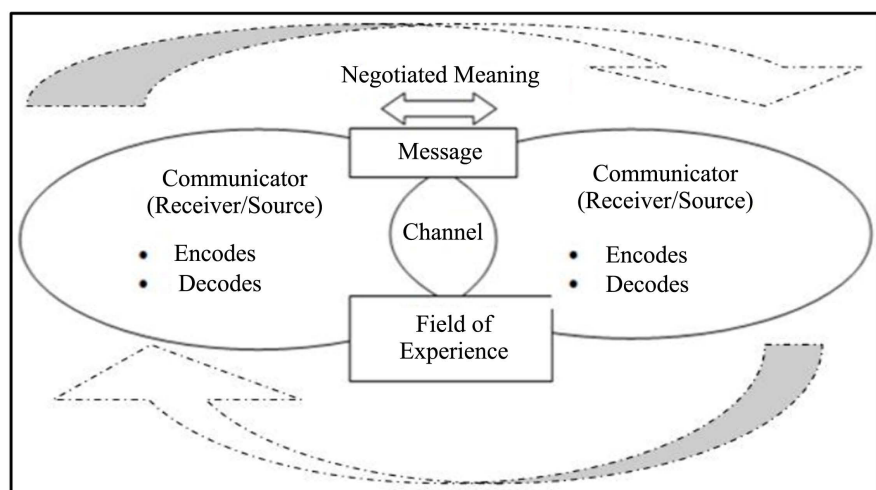 Negotiated Meaning
Message
Communicator
(Receiver/Source)
• Encodes
• Decodes
Channel
Communicator
(Receiver/Source)
• Encodes
• Decodes
Field of
Experience